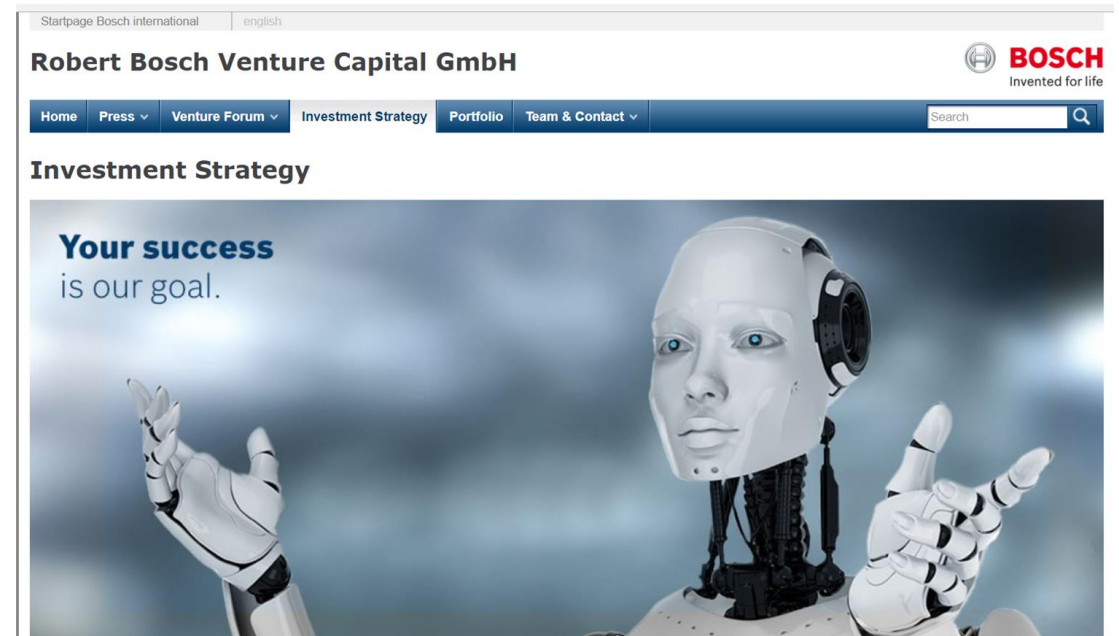 Startpage Bosch international english
Robert Bosch Venture Capital GmbH
BOSCH
Invented for life
Home Press Venture Forum Investment Strategy Portfolio Team & Contact Search
Investment Strategy
Your success
is our goal.